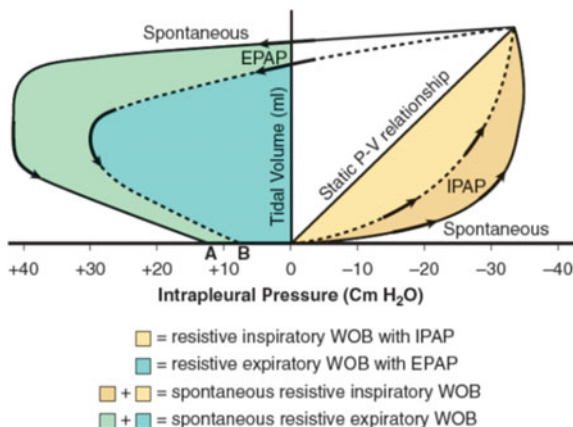 Spontaneous
EPAP
Tidal Volume (ml)
Static P-V relationship
IPAP
Spontaneous
A B
+40 +30 +20 +10 0 –10 –20 –30 –40
Intrapleural Pressure (Cm H₂O)
= resistive inspiratory WOB with IPAP
= resistive expiratory WOB with EPAP
+ = spontaneous resistive inspiratory WOB
+ = spontaneous resistive expiratory WOB